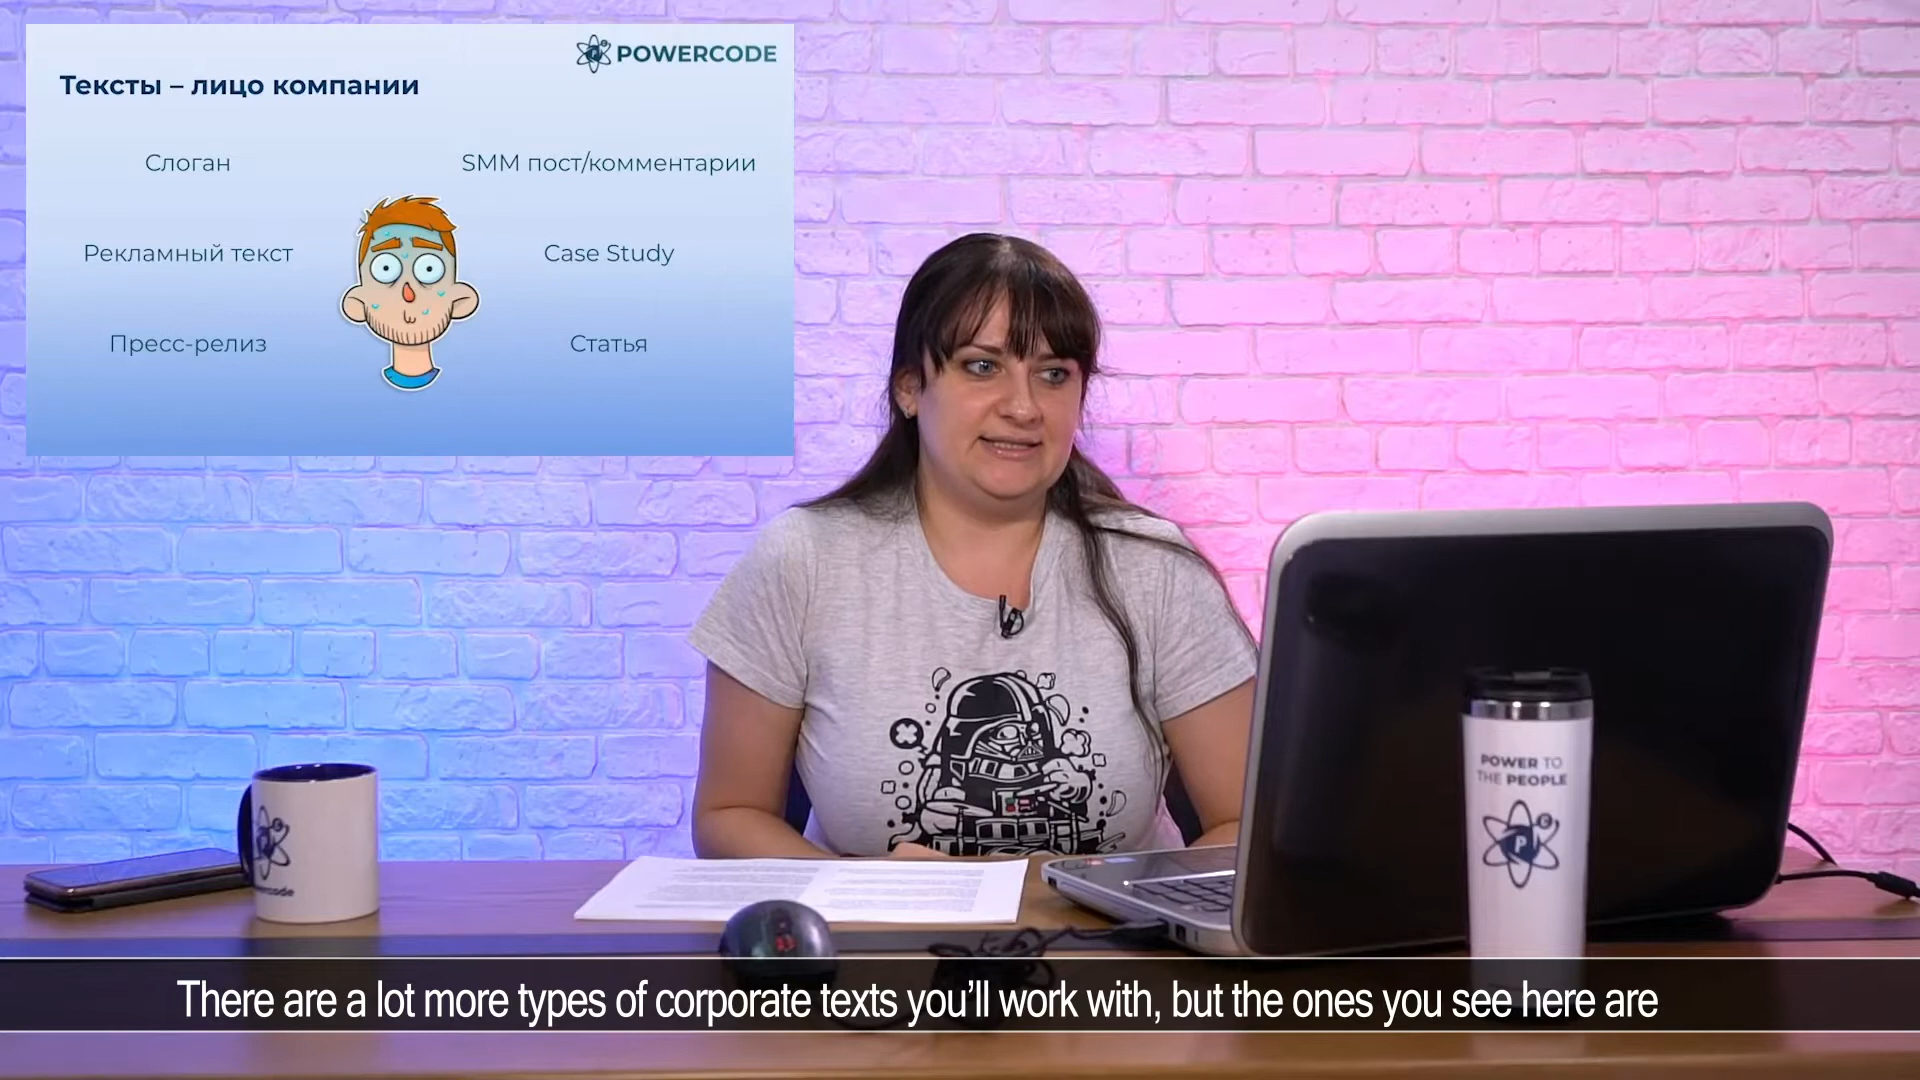 POWERCODE
Тексты – лицо компании
Слоган
SMM пост/комментарии
Рекламный текст
Case Study
Пресс-релиз
Статья
POWER TO
THE PEOPLE
P
There are a lot more types of corporate texts you’ll work with, but the ones you see here are